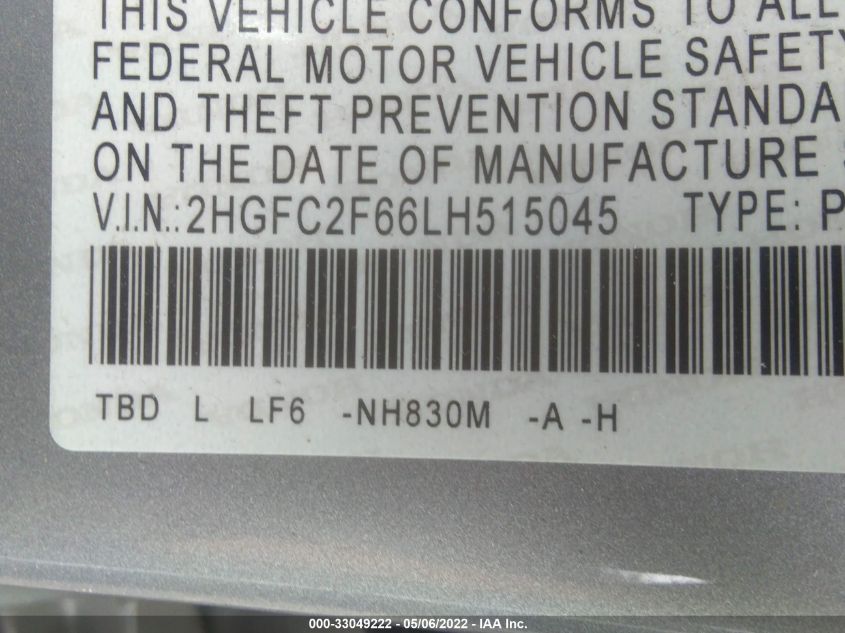 THIS VEHICLE CONFORMS TO ALL
FEDERAL MOTOR VEHICLE SAFETY
AND THEFT PREVENTION STANDA
ON THE DATE OF MANUFACTURE
V.I.N.:2HGFC2F66LH515045 TYPE: P
TBD L LF6 -NH830M -A -H
000-33049222 - 05/06/2022 - IAA Inc.